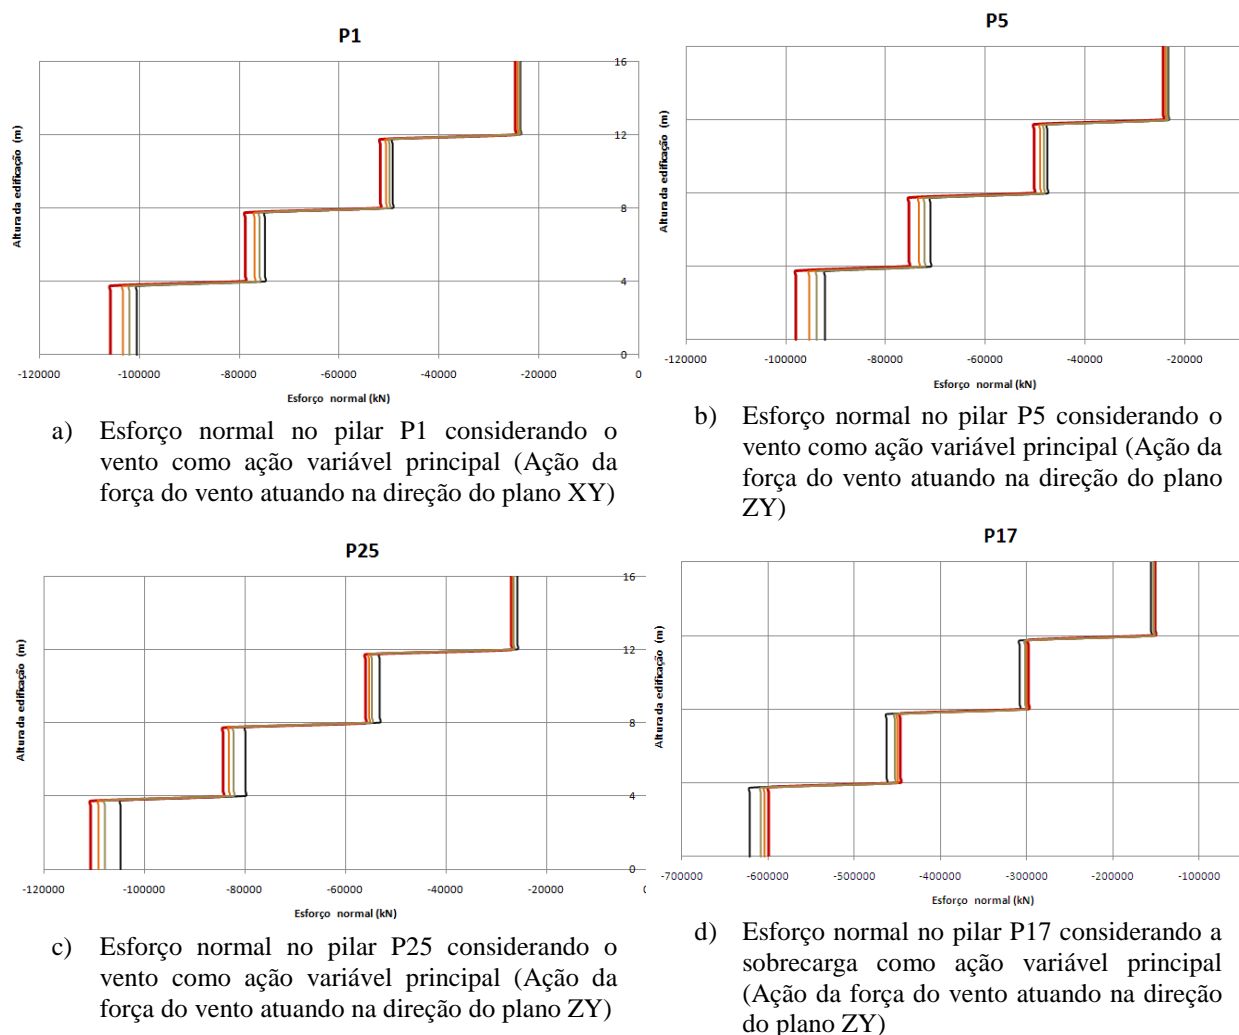 P1
Altura da edificação (m)
16
12
8
4
0
-120000 -100000 -80000 -60000 -40000 -20000 0
Esforço normal (kN)
a) Esforço normal no pilar P1 considerando o
vento como ação variável principal (Ação da
força do vento atuando na direção do plano XY)
P5
Altura da edificação (m)
-120000 -100000 -80000 -60000 -40000 -20000
Esforço normal (kN)
b) Esforço normal no pilar P5 considerando o
vento como ação variável principal (Ação da
força do vento atuando na direção do plano
ZY)
P25
Altura da edificação (m)
16
12
8
4
0
-120000 -100000 -80000 -60000 -40000 -20000
Esforço normal (kN)
c) Esforço normal no pilar P25 considerando o
vento como ação variável principal (Ação da
força do vento atuando na direção do plano ZY)
P17
Altura da edificação (m)
-700000 -600000 -500000 -400000 -300000 -200000 -100000
Esforço normal (kN)
d) Esforço normal no pilar P17 considerando a
sobrecarga como ação variável principal
(Ação da força do vento atuando na direção
do plano ZY)